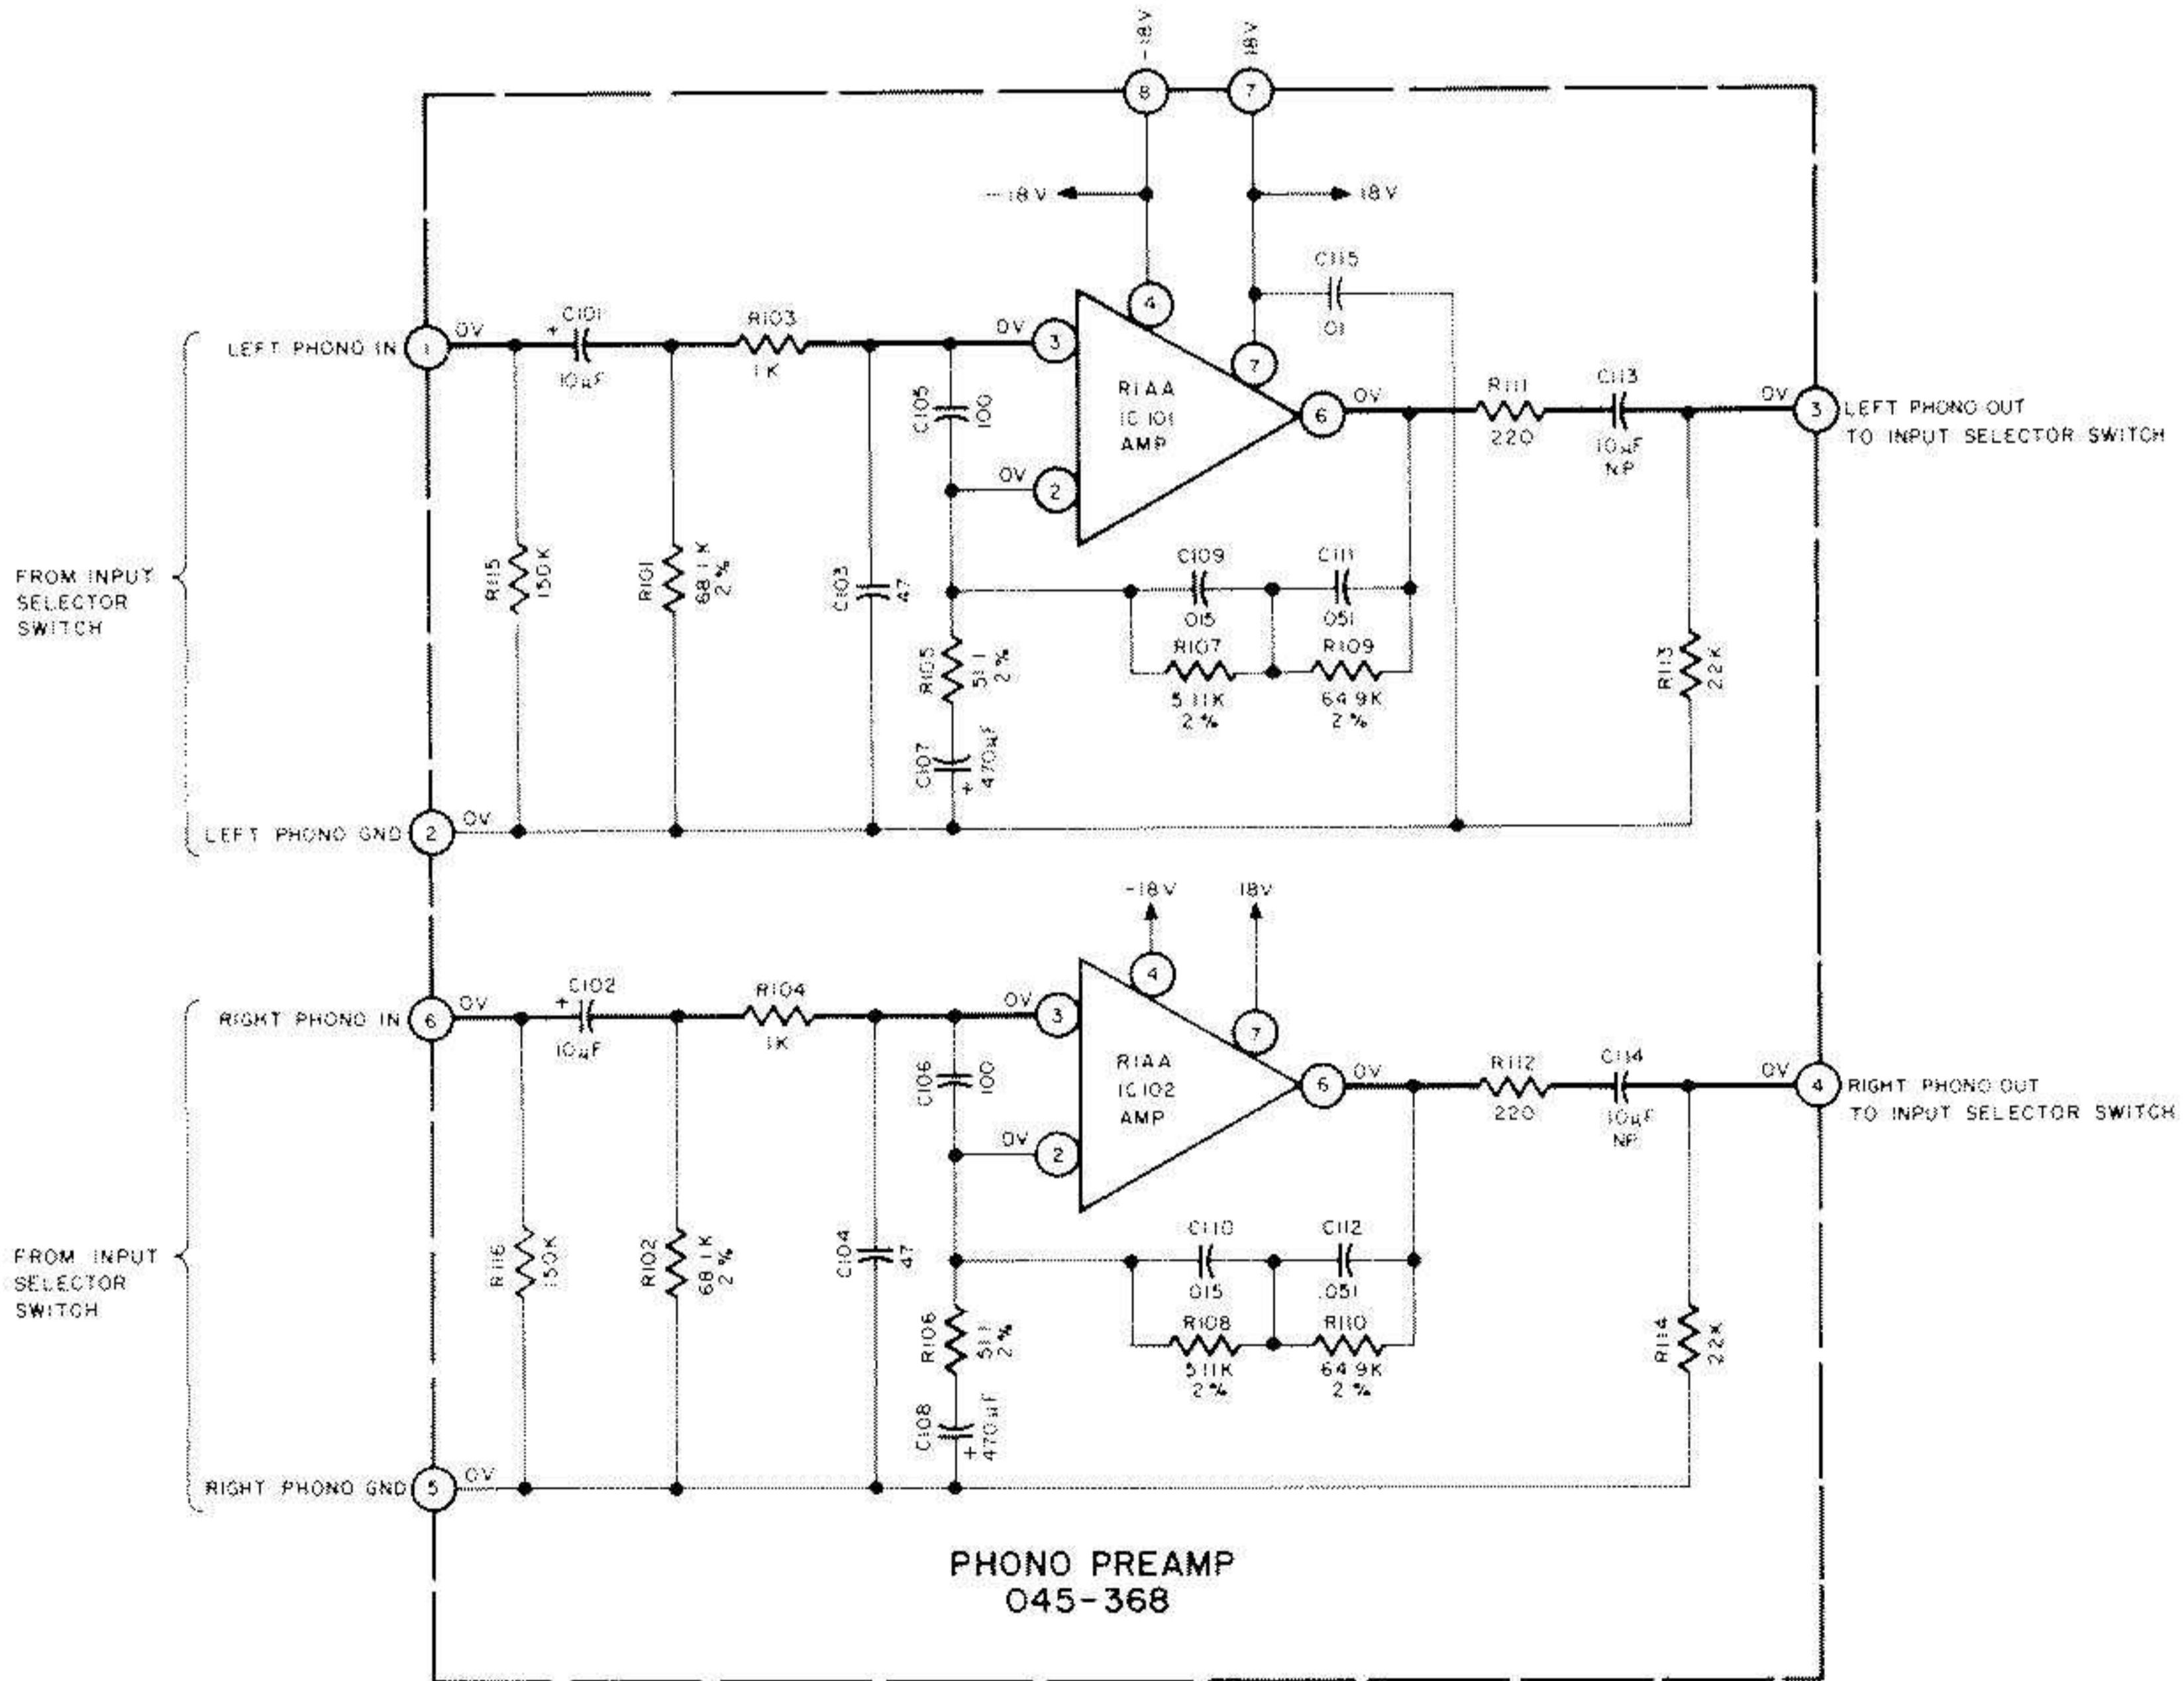 -18V
18V
8
7
-18V
18V
C115
.01
4
7
LEFT PHONO IN
1
0V
+
C101
10µF
R103
1K
0V
3
C105
100
RIAA
IC101
AMP
6
0V
R111
220
C113
10µF
NP
0V
3
LEFT PHONO OUT
TO INPUT SELECTOR SWITCH
0V
2
FROM INPUT
SELECTOR
SWITCH
R115
150K
R101
68.1K
2%
C103
47
R105
511
2%
C109
.015
C111
.051
R107
5.11K
2%
R109
64.9K
2%
R113
22K
C107
470µF
+
LEFT PHONO GND
2
0V
-18V
18V
4
7
RIGHT PHONO IN
6
0V
+
C102
10µF
R104
1K
0V
3
C106
100
RIAA
IC102
AMP
6
0V
R112
220
C114
10µF
NP
0V
4
RIGHT PHONO OUT
TO INPUT SELECTOR SWITCH
0V
2
FROM INPUT
SELECTOR
SWITCH
R116
150K
R102
68.1K
2%
C104
47
R106
511
2%
C110
.015
C112
.051
R108
5.11K
2%
R110
64.9K
2%
R114
22K
C108
470µF
+
RIGHT PHONO GND
5
0V
PHONO PREAMP
045-368